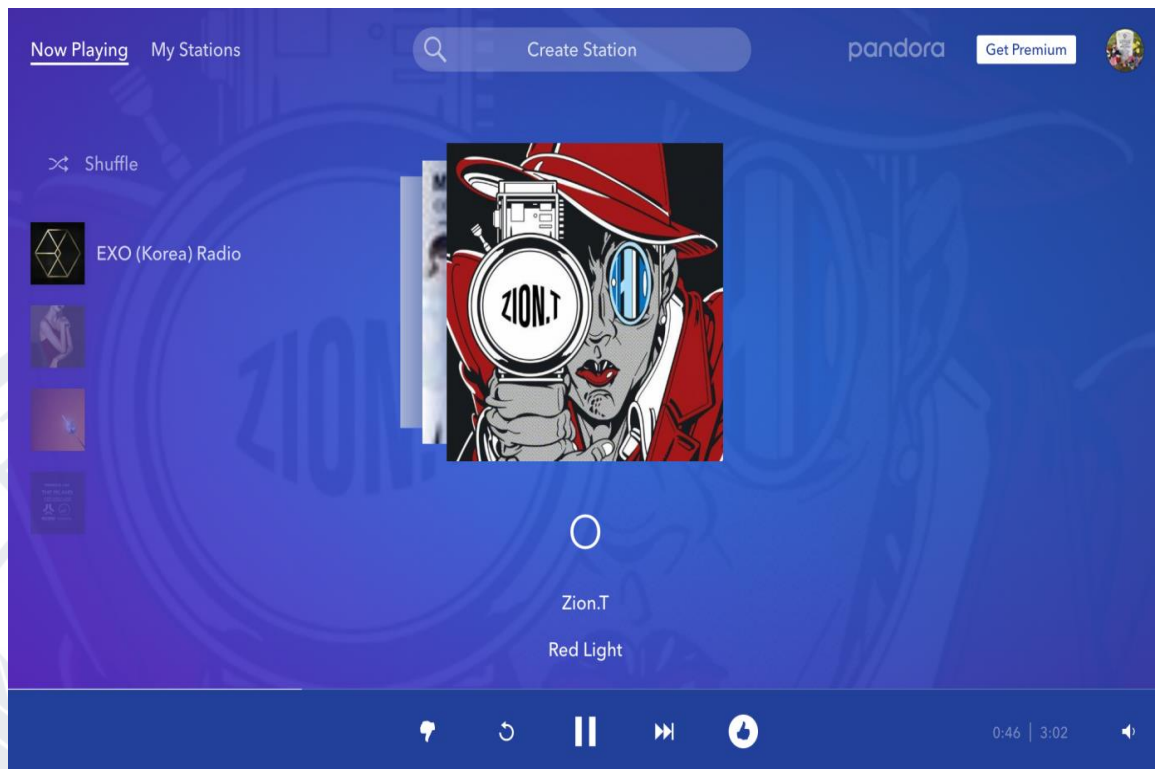 Now Playing My Stations Create Station pandora Get Premium
Shuffle
EXO (Korea) Radio
ZION.T
O
Zion.T
Red Light
0:46 | 3:02